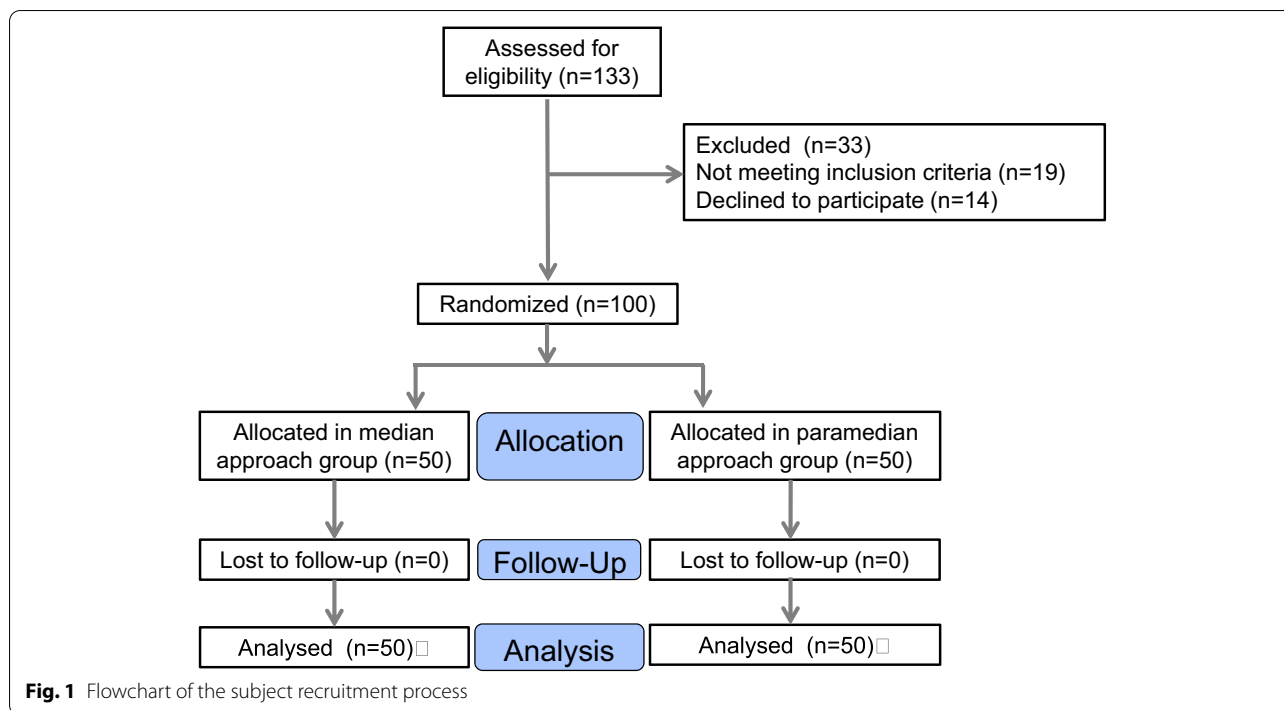 Assessed for
eligibility (n=133)
Excluded (n=33)
Not meeting inclusion criteria (n=19)
Declined to participate (n=14)
Randomized (n=100)
Allocated in median
approach group (n=50)
Allocation
Allocated in paramedian
approach group (n=50)
Lost to follow-up (n=0)
Follow-Up
Lost to follow-up (n=0)
Analysed (n=50)□
Analysis
Analysed (n=50)□
Fig. 1 Flowchart of the subject recruitment process